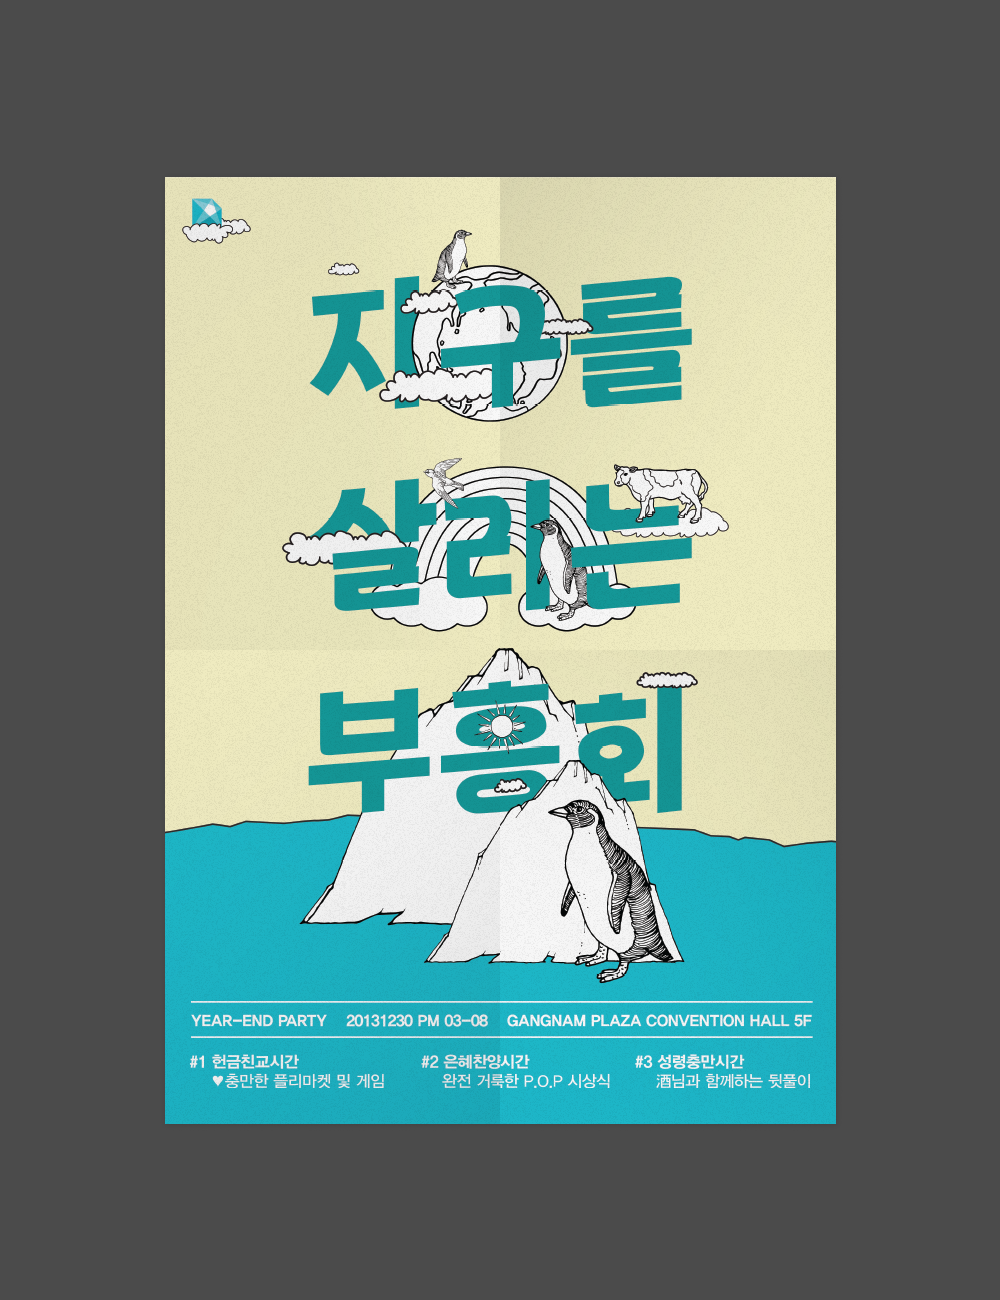 지구를
살리는
부흥회
YEAR-END PARTY 20131230 PM 03-08 GANGNAM PLAZA CONVENTION HALL 5F
#1 헌금친교시간
♥충만한 플리마켓 및 게임
#2 은혜찬양시간
완전 거룩한 P.O.P 시상식
#3 성령충만시간
酒님과 함께하는 뒷풀이